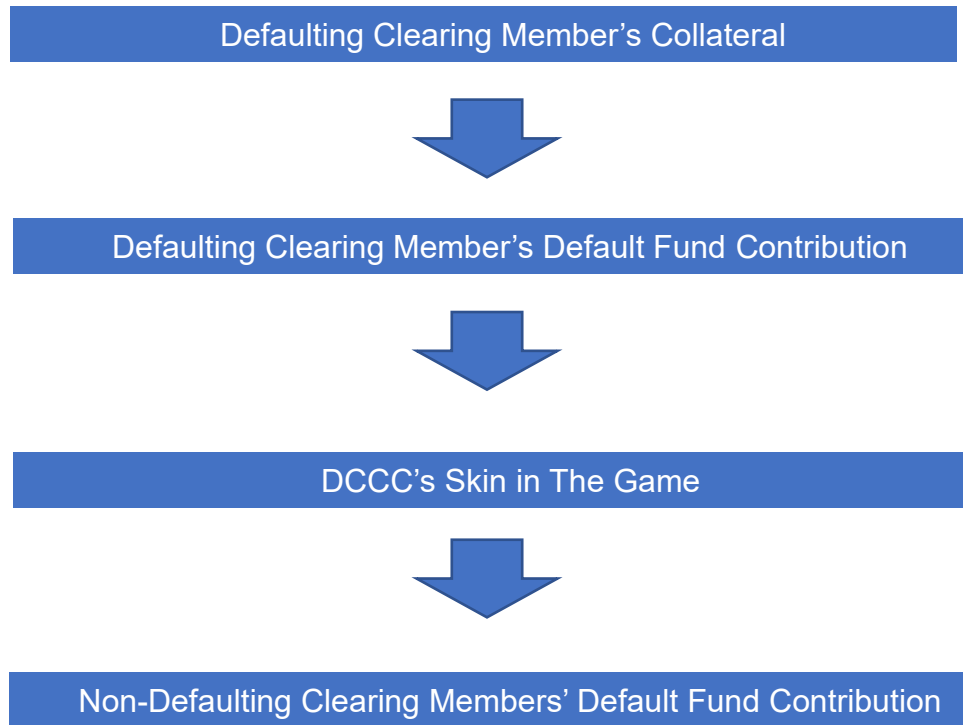 Defaulting Clearing Member’s Collateral
Defaulting Clearing Member’s Default Fund Contribution
DCCC’s Skin in The Game
Non-Defaulting Clearing Members’ Default Fund Contribution